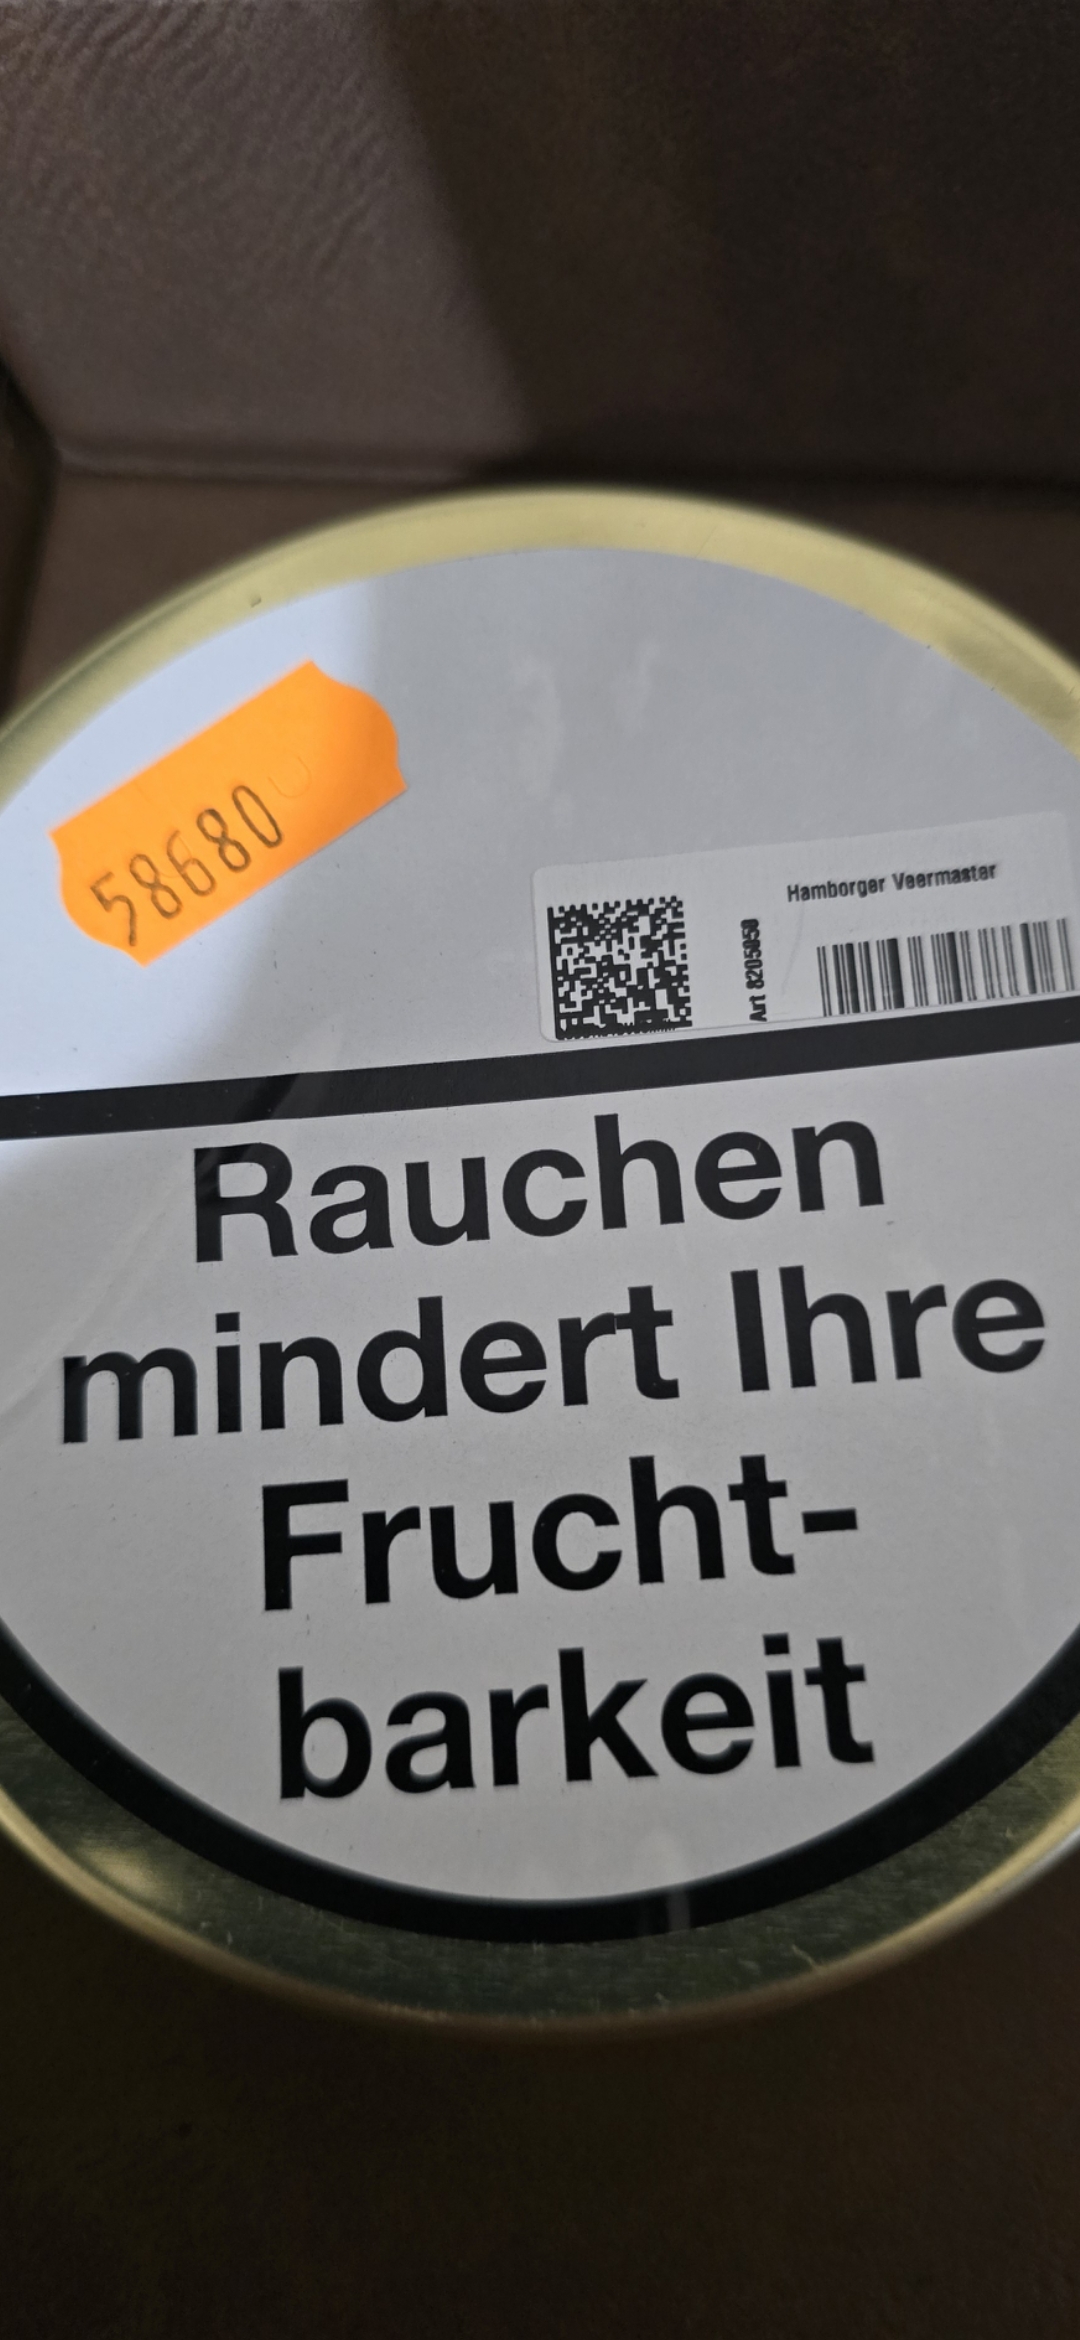 58680
Hamborger Veermaster
Art 8205050
Rauchen
mindert Ihre
Frucht-
barkeit